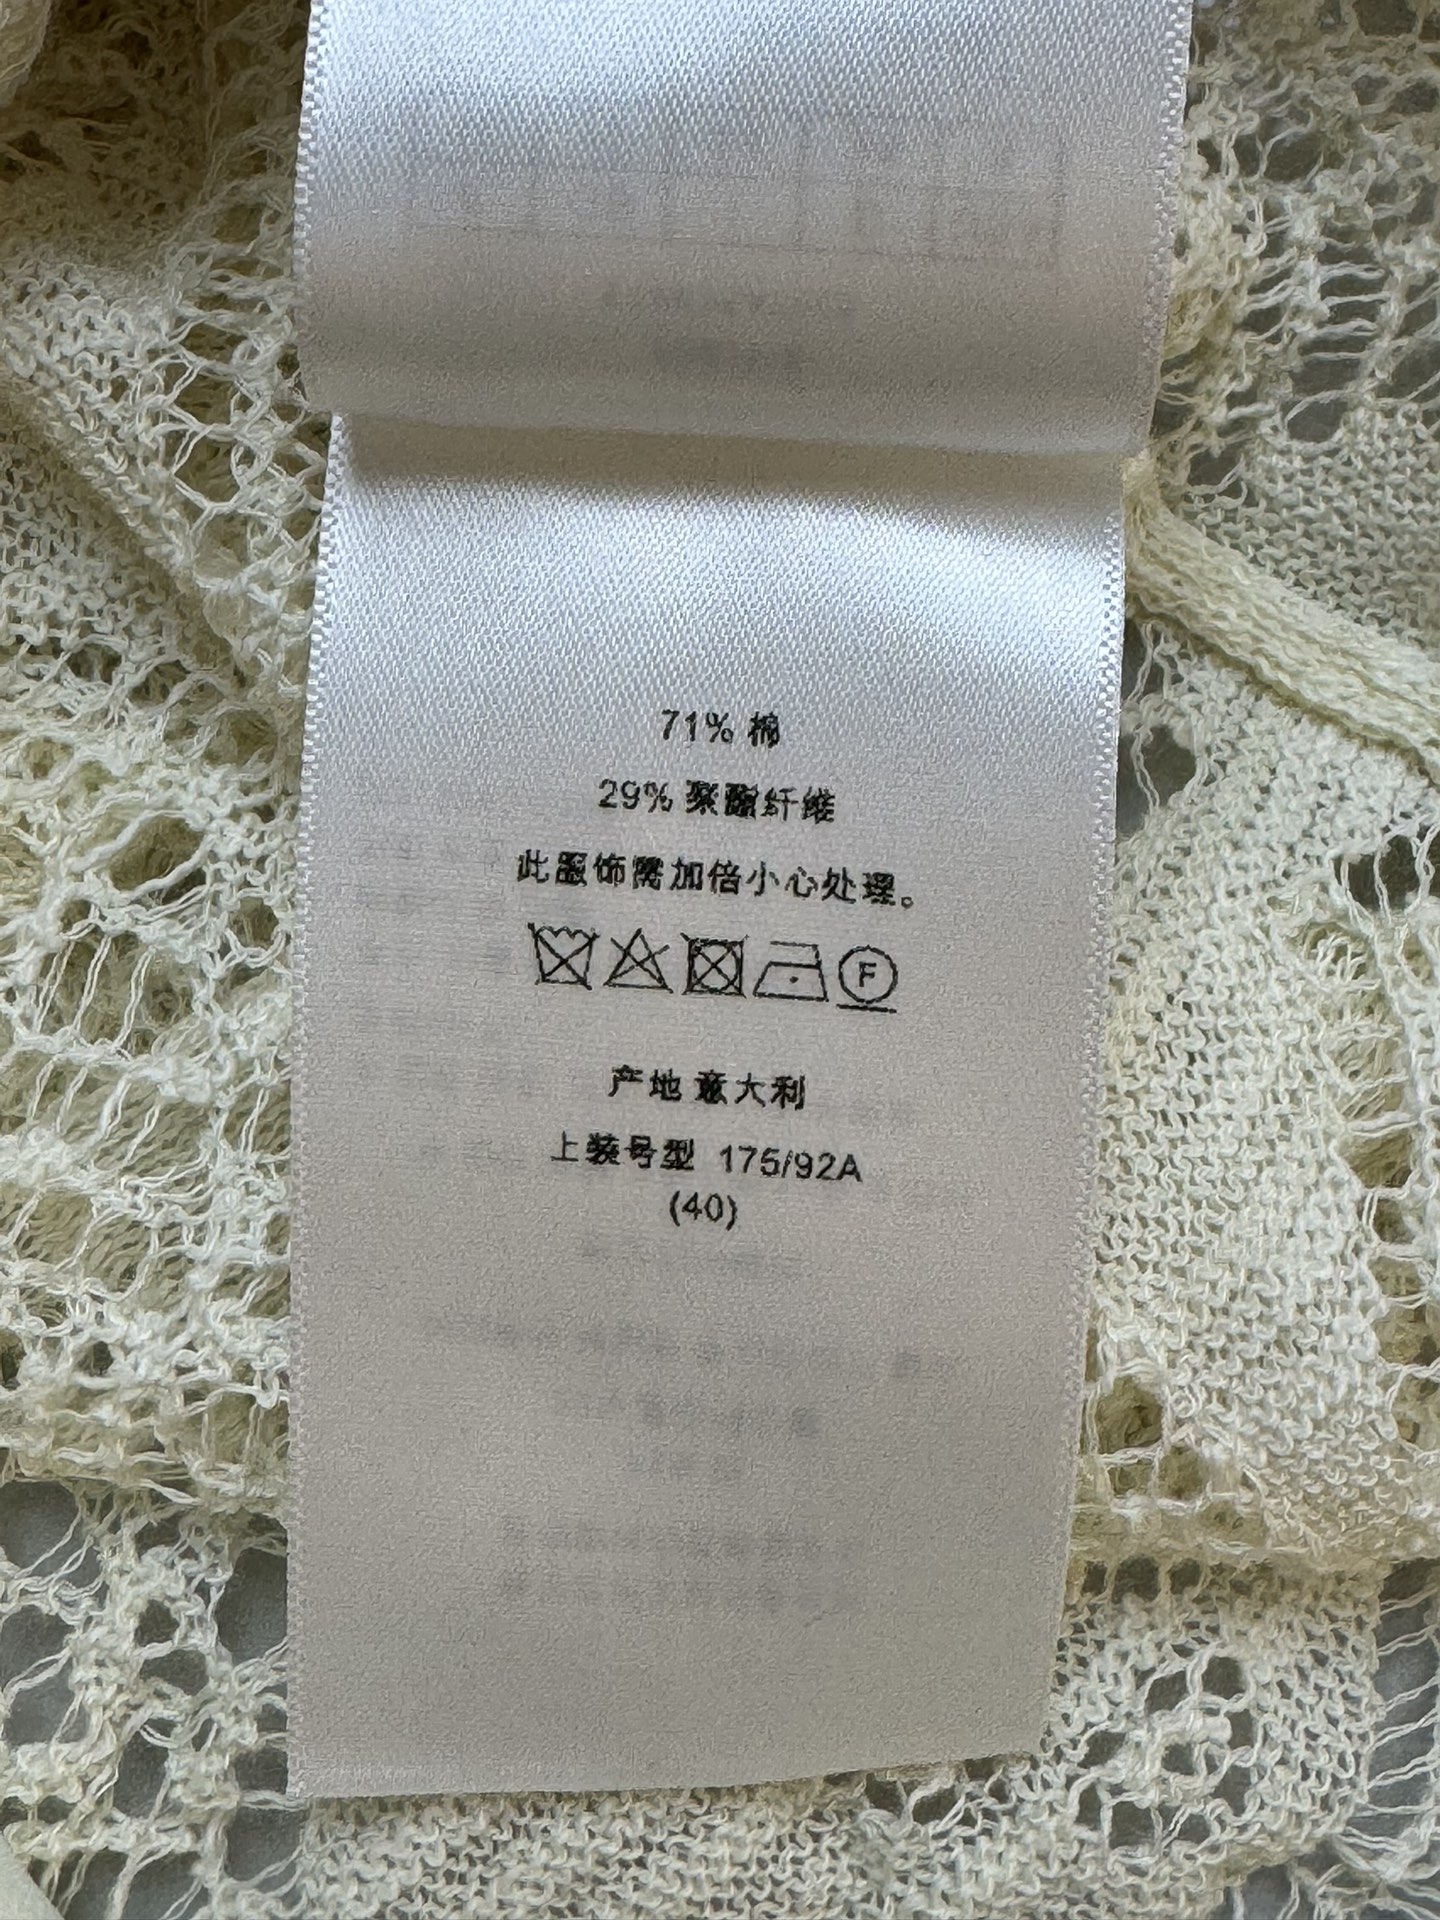 71% 棉
29% 聚酯纤维
此服饰需加倍小心处理。
F
产地 意大利
上装号型 175/92A
(40)